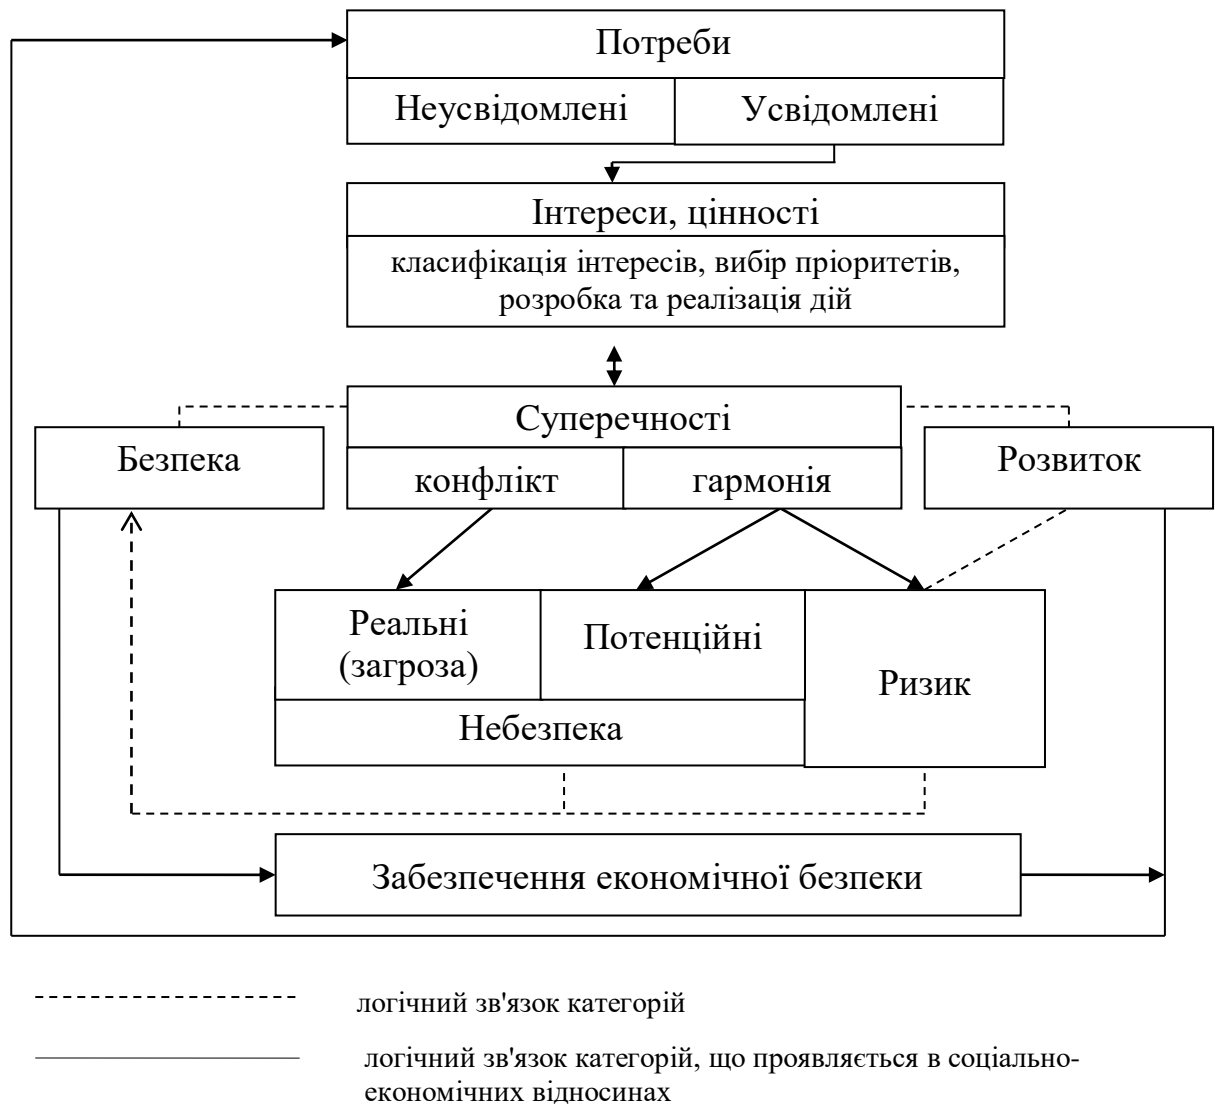 Потреби
Неусвідомлені
Усвідомлені
Інтереси, цінності
класифікація інтересів, вибір пріоритетів,
розробка та реалізація дій
Суперечності
Безпека
конфлікт
гармонія
Розвиток
Реальні
(загроза)
Потенційні
Ризик
Небезпека
Забезпечення економічної безпеки
логічний зв'язок категорій
логічний зв'язок категорій, що проявляється в соціально-
економічних відносинах